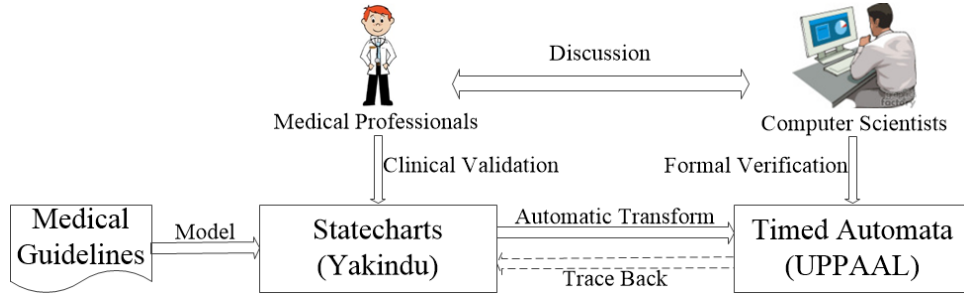 Discussion
Medical Professionals
Computer Scientists
Clinical Validation
Formal Verification
Medical
Guidelines
Model
Statecharts
(Yakindu)
Automatic Transform
Trace Back
Timed Automata
(UPPAAL)